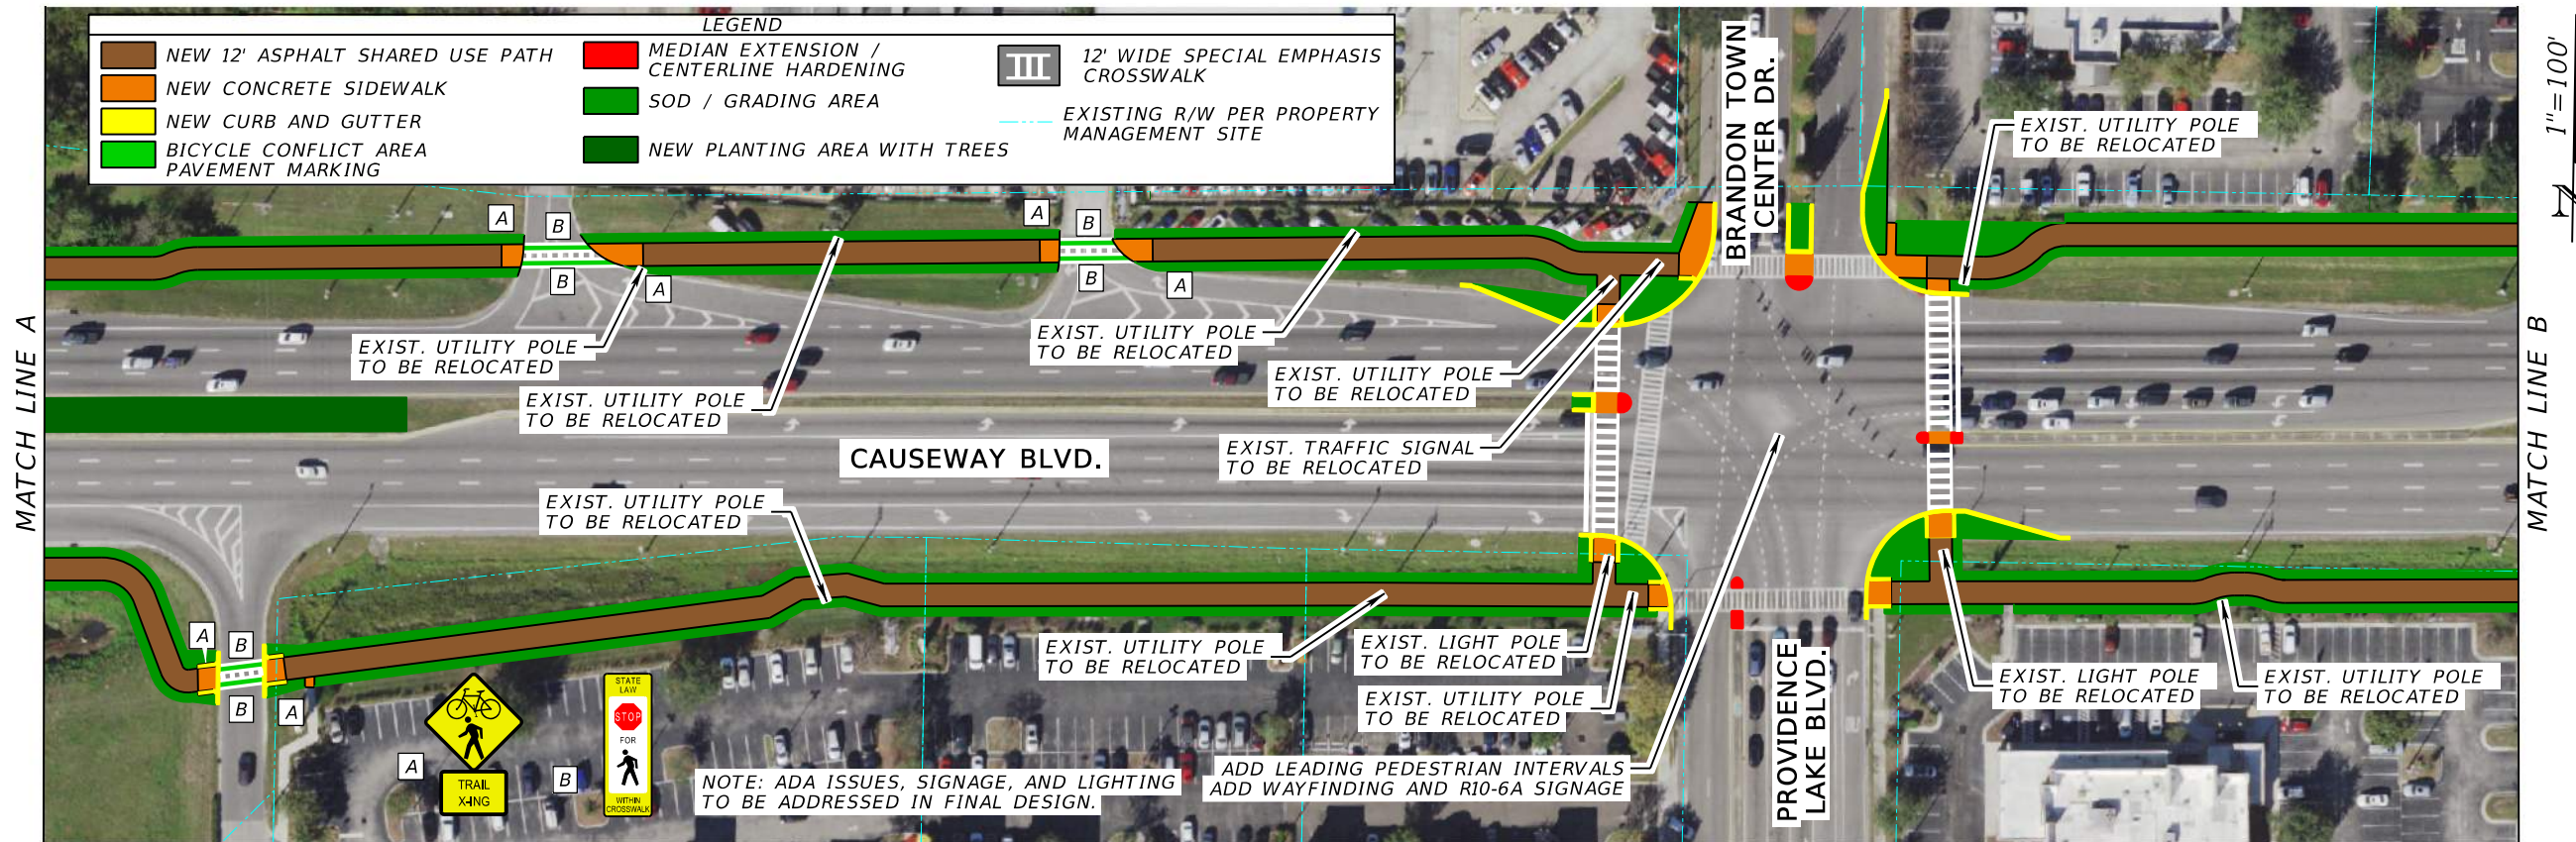 LEGEND
NEW 12' ASPHALT SHARED USE PATH
NEW CONCRETE SIDEWALK
NEW CURB AND GUTTER
BICYCLE CONFLICT AREA
PAVEMENT MARKING
MEDIAN EXTENSION /
CENTERLINE HARDENING
SOD / GRADING AREA
NEW PLANTING AREA WITH TREES
12' WIDE SPECIAL EMPHASIS
CROSSWALK
EXISTING R/W PER PROPERTY
MANAGEMENT SITE
BRANDON TOWN
CENTER DR.
EXIST. UTILITY POLE
TO BE RELOCATED
1"=100'
N
A
B
B
A
A
B
B
A
MATCH LINE A
MATCH LINE B
EXIST. UTILITY POLE
TO BE RELOCATED
EXIST. UTILITY POLE
TO BE RELOCATED
EXIST. UTILITY POLE
TO BE RELOCATED
EXIST. UTILITY POLE
TO BE RELOCATED
EXIST. TRAFFIC SIGNAL
TO BE RELOCATED
CAUSEWAY BLVD.
EXIST. UTILITY POLE
TO BE RELOCATED
EXIST. UTILITY POLE
TO BE RELOCATED
EXIST. LIGHT POLE
TO BE RELOCATED
EXIST. UTILITY POLE
TO BE RELOCATED
EXIST. LIGHT POLE
TO BE RELOCATED
EXIST. UTILITY POLE
TO BE RELOCATED
PROVIDENCE
LAKE BLVD.
A
B
B
A
A
TRAIL
X-ING
B
STATE
LAW
STOP
FOR
WITHIN
CROSSWALK
NOTE: ADA ISSUES, SIGNAGE, AND LIGHTING
TO BE ADDRESSED IN FINAL DESIGN.
ADD LEADING PEDESTRIAN INTERVALS
ADD WAYFINDING AND R10-6A SIGNAGE